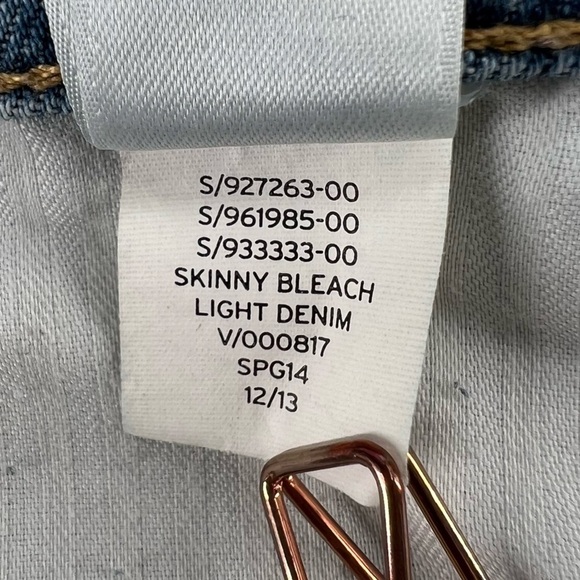 S/927263-00
S/961985-00
S/933333-00
SKINNY BLEACH
LIGHT DENIM
V/000817
SPG14
12/13